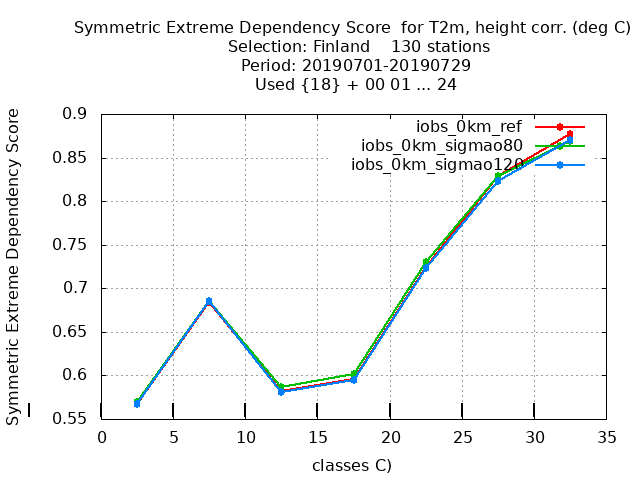 Symmetric Extreme Dependency Score for T2m, height corr. (deg C)
Selection: Finland 130 stations
Period: 20190701-20190729
Used {18} + 00 01 ... 24
Symmetric Extreme Dependency Score
0.9
0.85
0.8
0.75
0.7
0.65
0.6
0.55
iobs_0km_ref
iobs_0km_sigmao80
iobs_0km_sigmao120
0 5 10 15 20 25 30 35
classes C)